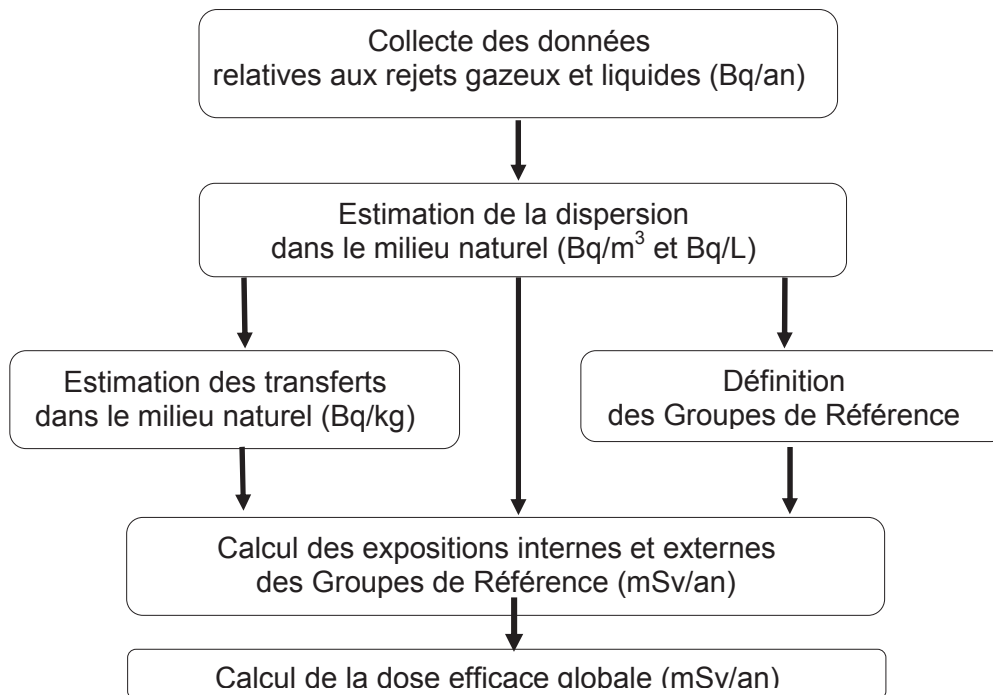 Collecte des données
relatives aux rejets gazeux et liquides (Bq/an)
Estimation de la dispersion
dans le milieu naturel (Bq/m³ et Bq/L)
Estimation des transferts
dans le milieu naturel (Bq/kg)
Définition
des Groupes de Référence
Calcul des expositions internes et externes
des Groupes de Référence (mSv/an)
Calcul de la dose efficace globale (mSv/an)